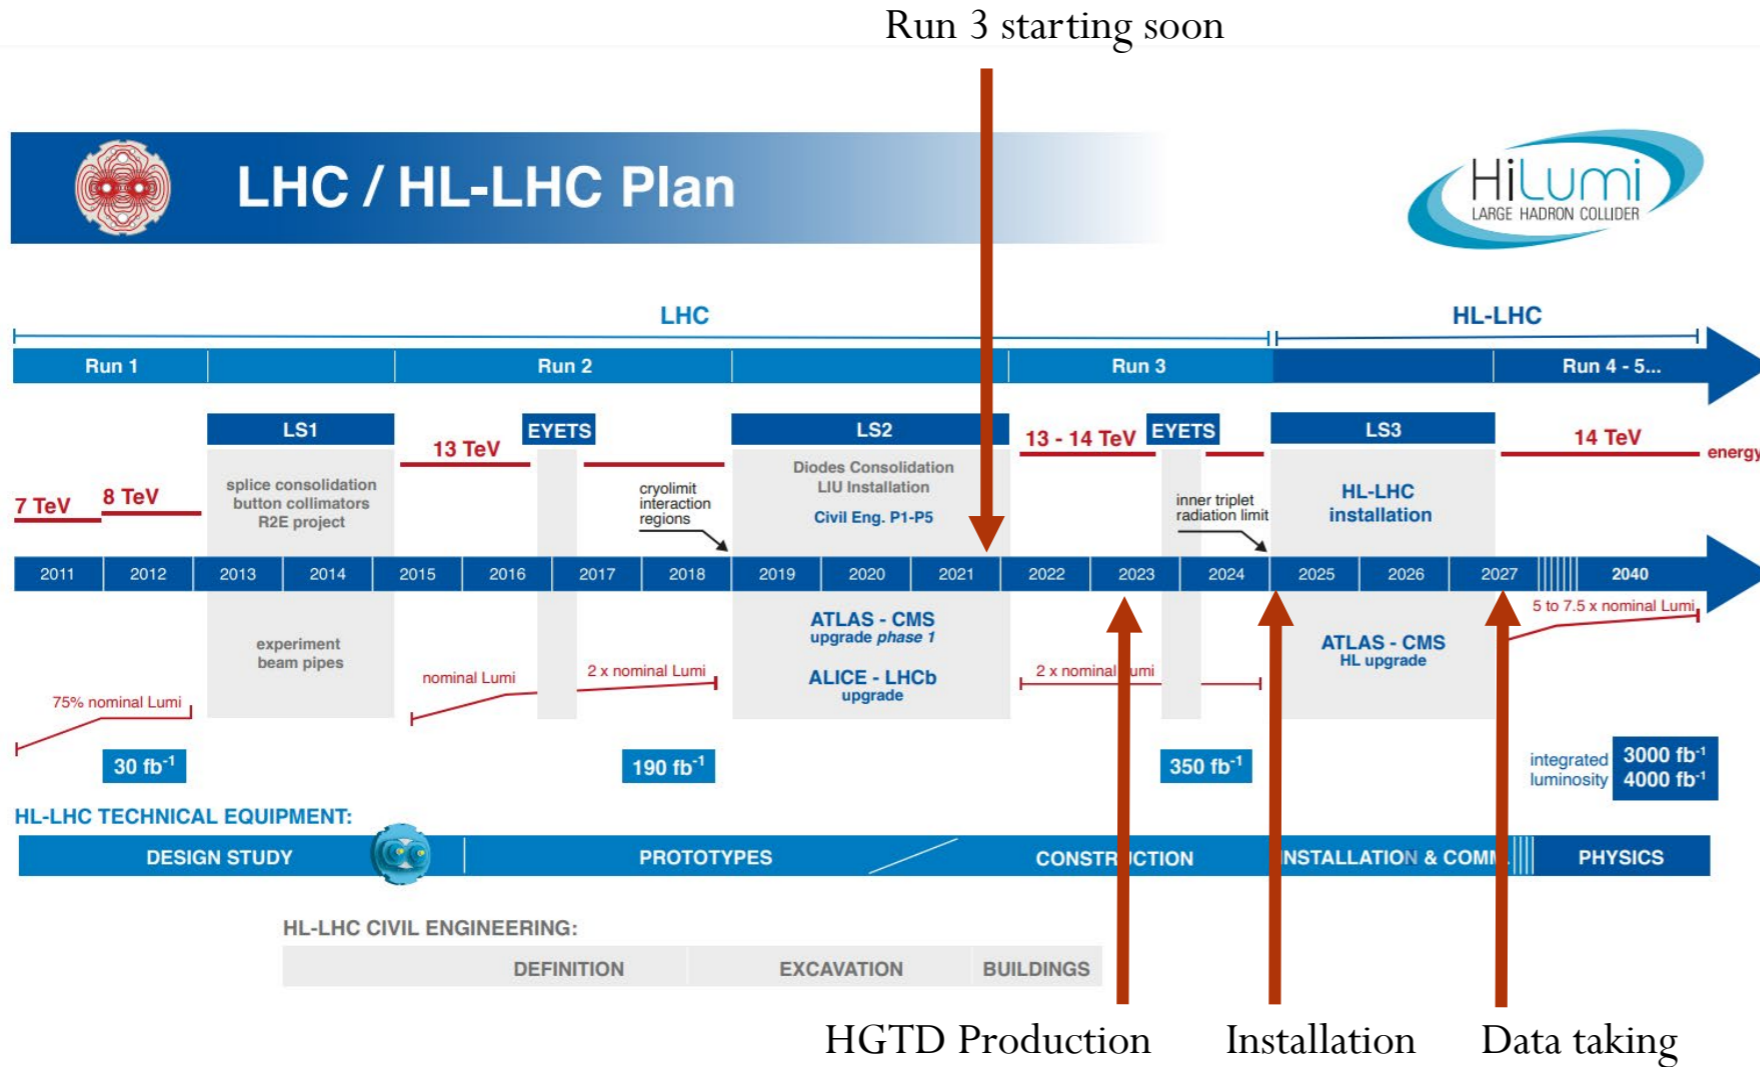 Run 3 starting soon
LHC / HL-LHC Plan
HiLumi
LARGE HADRON COLLIDER
LHC
HL-LHC
Run 1
Run 2
Run 3
Run 4 - 5...
LS1
EYETS
LS2
EYETS
LS3
13 TeV
13 - 14 TeV
14 TeV
energy
7 TeV
8 TeV
splice consolidation
button collimators
R2E project
cryolimit
interaction
regions
Diodes Consolidation
LIU Installation
Civil Eng. P1-P5
inner triplet
radiation limit
HL-LHC
installation
2011 2012 2013 2014 2015 2016 2017 2018 2019 2020 2021 2022 2023 2024 2025 2026 2027 2040
experiment
beam pipes
ATLAS - CMS
upgrade phase 1
ALICE - LHCb
upgrade
ATLAS - CMS
HL upgrade
5 to 7.5 x nominal Lumi
75% nominal Lumi
nominal Lumi
2 x nominal Lumi
2 x nominal Lumi
30 fb⁻¹
190 fb⁻¹
350 fb⁻¹
integrated
luminosity
3000 fb⁻¹
4000 fb⁻¹
HL-LHC TECHNICAL EQUIPMENT:
DESIGN STUDY
PROTOTYPES
CONSTRUCTION
INSTALLATION & COMM.
PHYSICS
HL-LHC CIVIL ENGINEERING:
DEFINITION
EXCAVATION
BUILDINGS
HGTD Production
Installation
Data taking